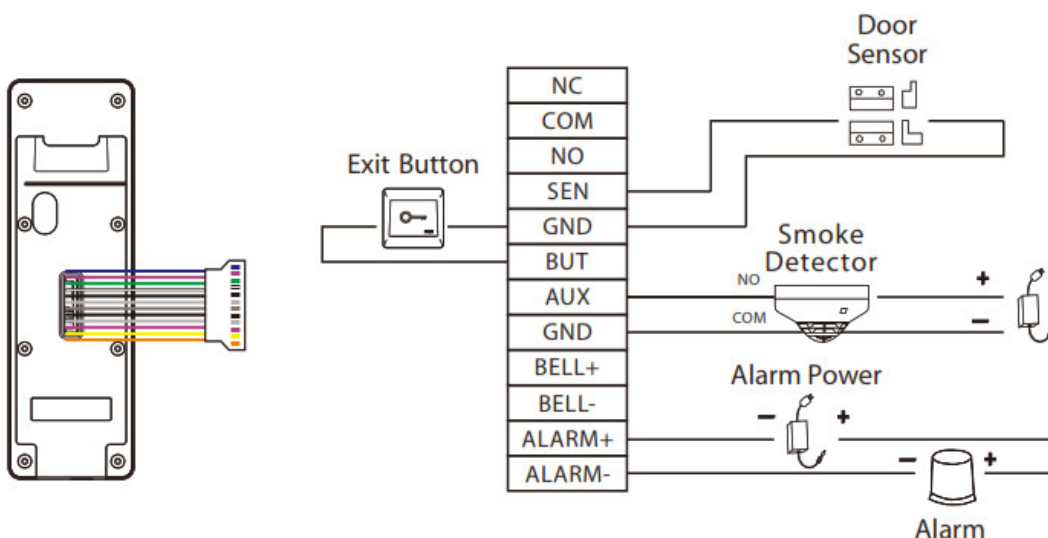 Door
Sensor
NC
COM
NO
Exit Button
SEN
GND
BUT
Smoke
Detector
NO
AUX
+
COM
GND
−
BELL+
Alarm Power
BELL-
− +
ALARM+
ALARM-
− +
Alarm